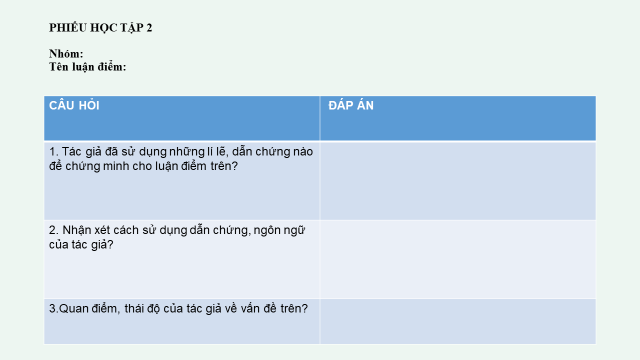 PHIẾU HỌC TẬP 2
Nhóm:
Tên luận điểm:
CÂU HỎI
ĐÁP ÁN
1. Tác giả đã sử dụng những lí lẽ, dẫn chứng nào
để chứng minh cho luận điểm trên?
2. Nhận xét cách sử dụng dẫn chứng, ngôn ngữ
của tác giả?
3.Quan điểm, thái độ của tác giả về vấn đề trên?